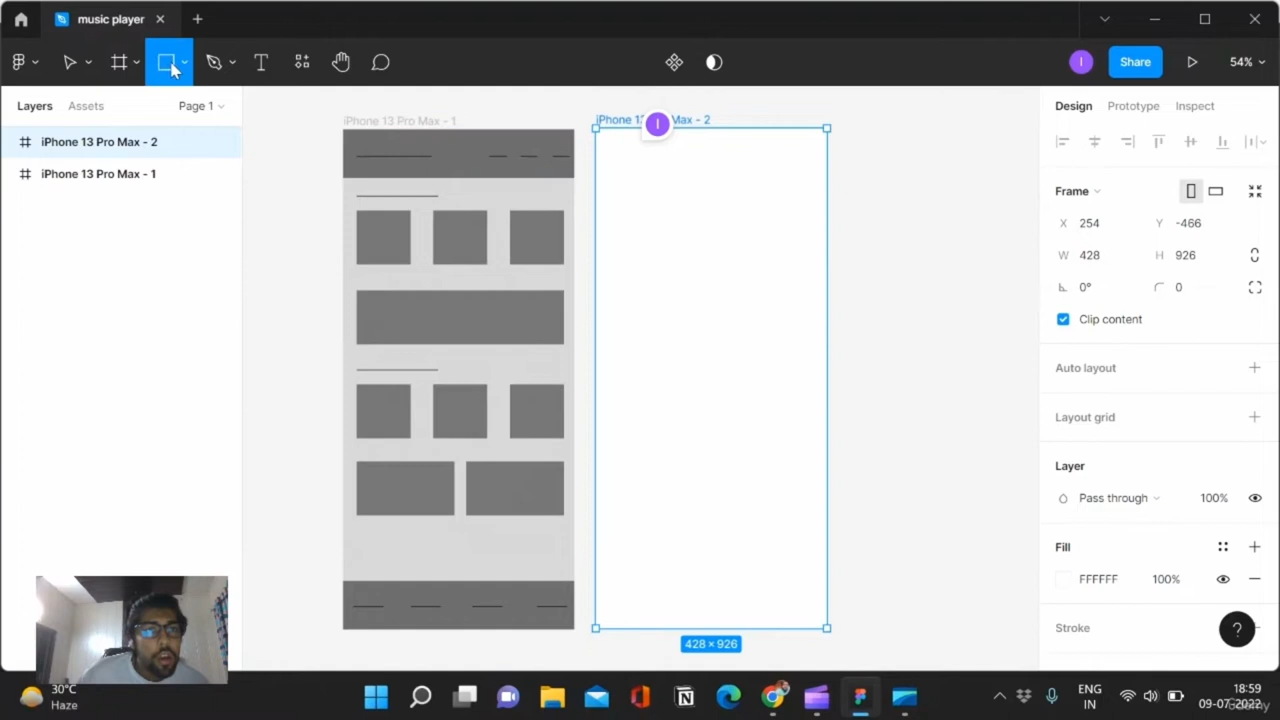 music player
Share
54%
Layers
Assets
Page 1
Design
Prototype
Inspect
iPhone 13 Pro Max - 2
iPhone 13 Pro Max - 1
iPhone 13 Pro Max - 1
iPhone 1
I
Max - 2
I
Frame
X 254
Y -466
W 428
H 926
0°
0
Clip content
Auto layout
Layout grid
Layer
Pass through
100%
Fill
FFFFFF
100%
Stroke
?
428 × 926
30°C
Haze
ENG
IN
18:59
09-07-2022